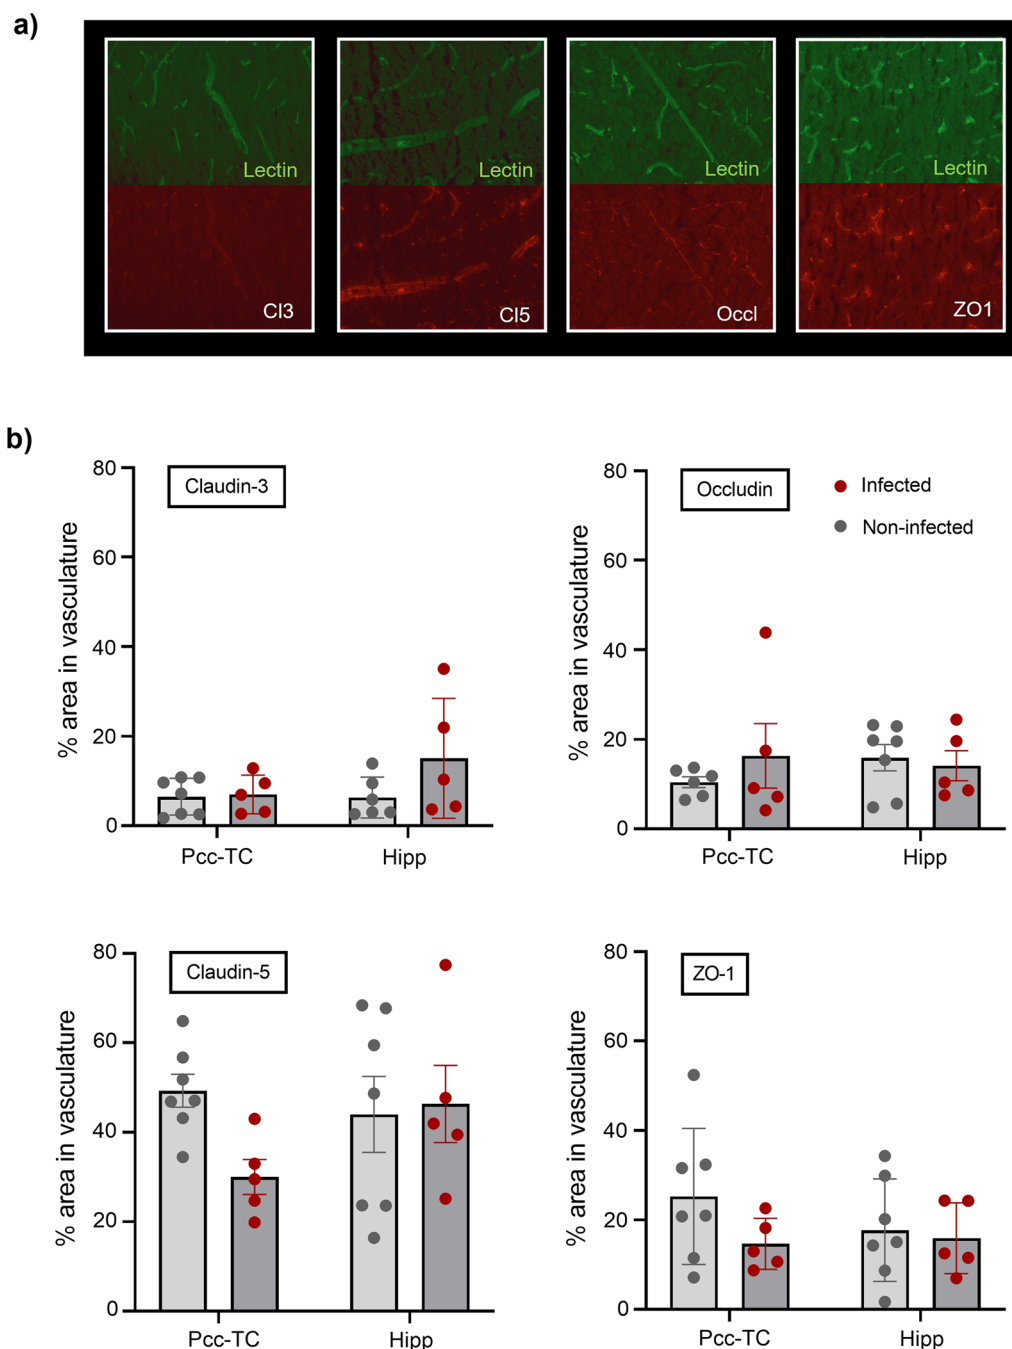 a)
Lectin Lectin Lectin Lectin
Cl3 Cl5 Occl ZO1
b)
% area in vasculature
80
60
40
20
0
Claudin-3
Pcc-TC Hipp
% area in vasculature
80
60
40
20
0
Occludin
Infected
Non-infected
Pcc-TC Hipp
% area in vasculature
80
60
40
20
0
Claudin-5
Pcc-TC Hipp
% area in vasculature
80
60
40
20
0
ZO-1
Pcc-TC Hipp